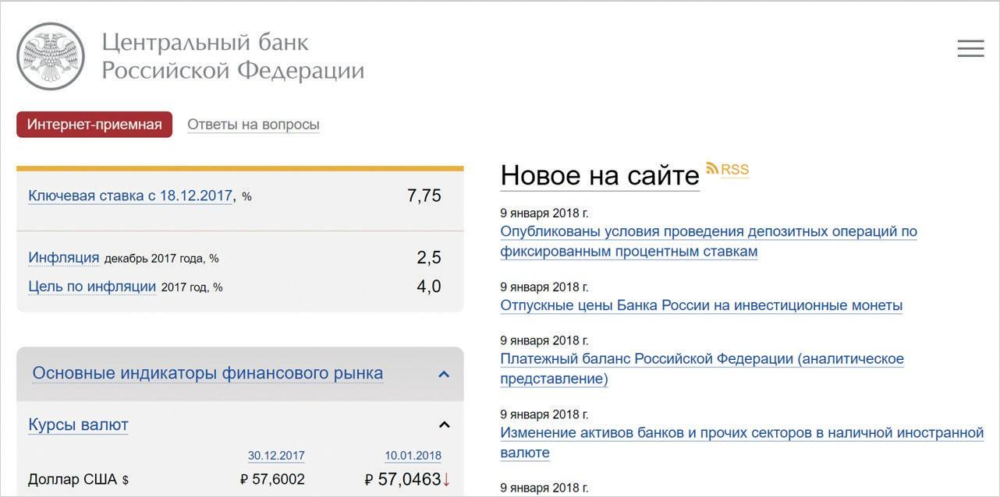 Центральный банк
Российской Федерации
Интернет-приемная Ответы на вопросы
Ключевая ставка с 18.12.2017, % 7,75
Инфляция декабрь 2017 года, % 2,5
Цель по инфляции 2017 год, % 4,0
Основные индикаторы финансового рынка
Курсы валют
30.12.2017 10.01.2018
Доллар США $ ₽ 57,6002 ₽ 57,0463↓
Новое на сайте RSS
9 января 2018 г.
Опубликованы условия проведения депозитных операций по
фиксированным процентным ставкам
9 января 2018 г.
Отпускные цены Банка России на инвестиционные монеты
9 января 2018 г.
Платежный баланс Российской Федерации (аналитическое
представление)
9 января 2018 г.
Изменение активов банков и прочих секторов в наличной иностранной
валюте
9 января 2018 г.